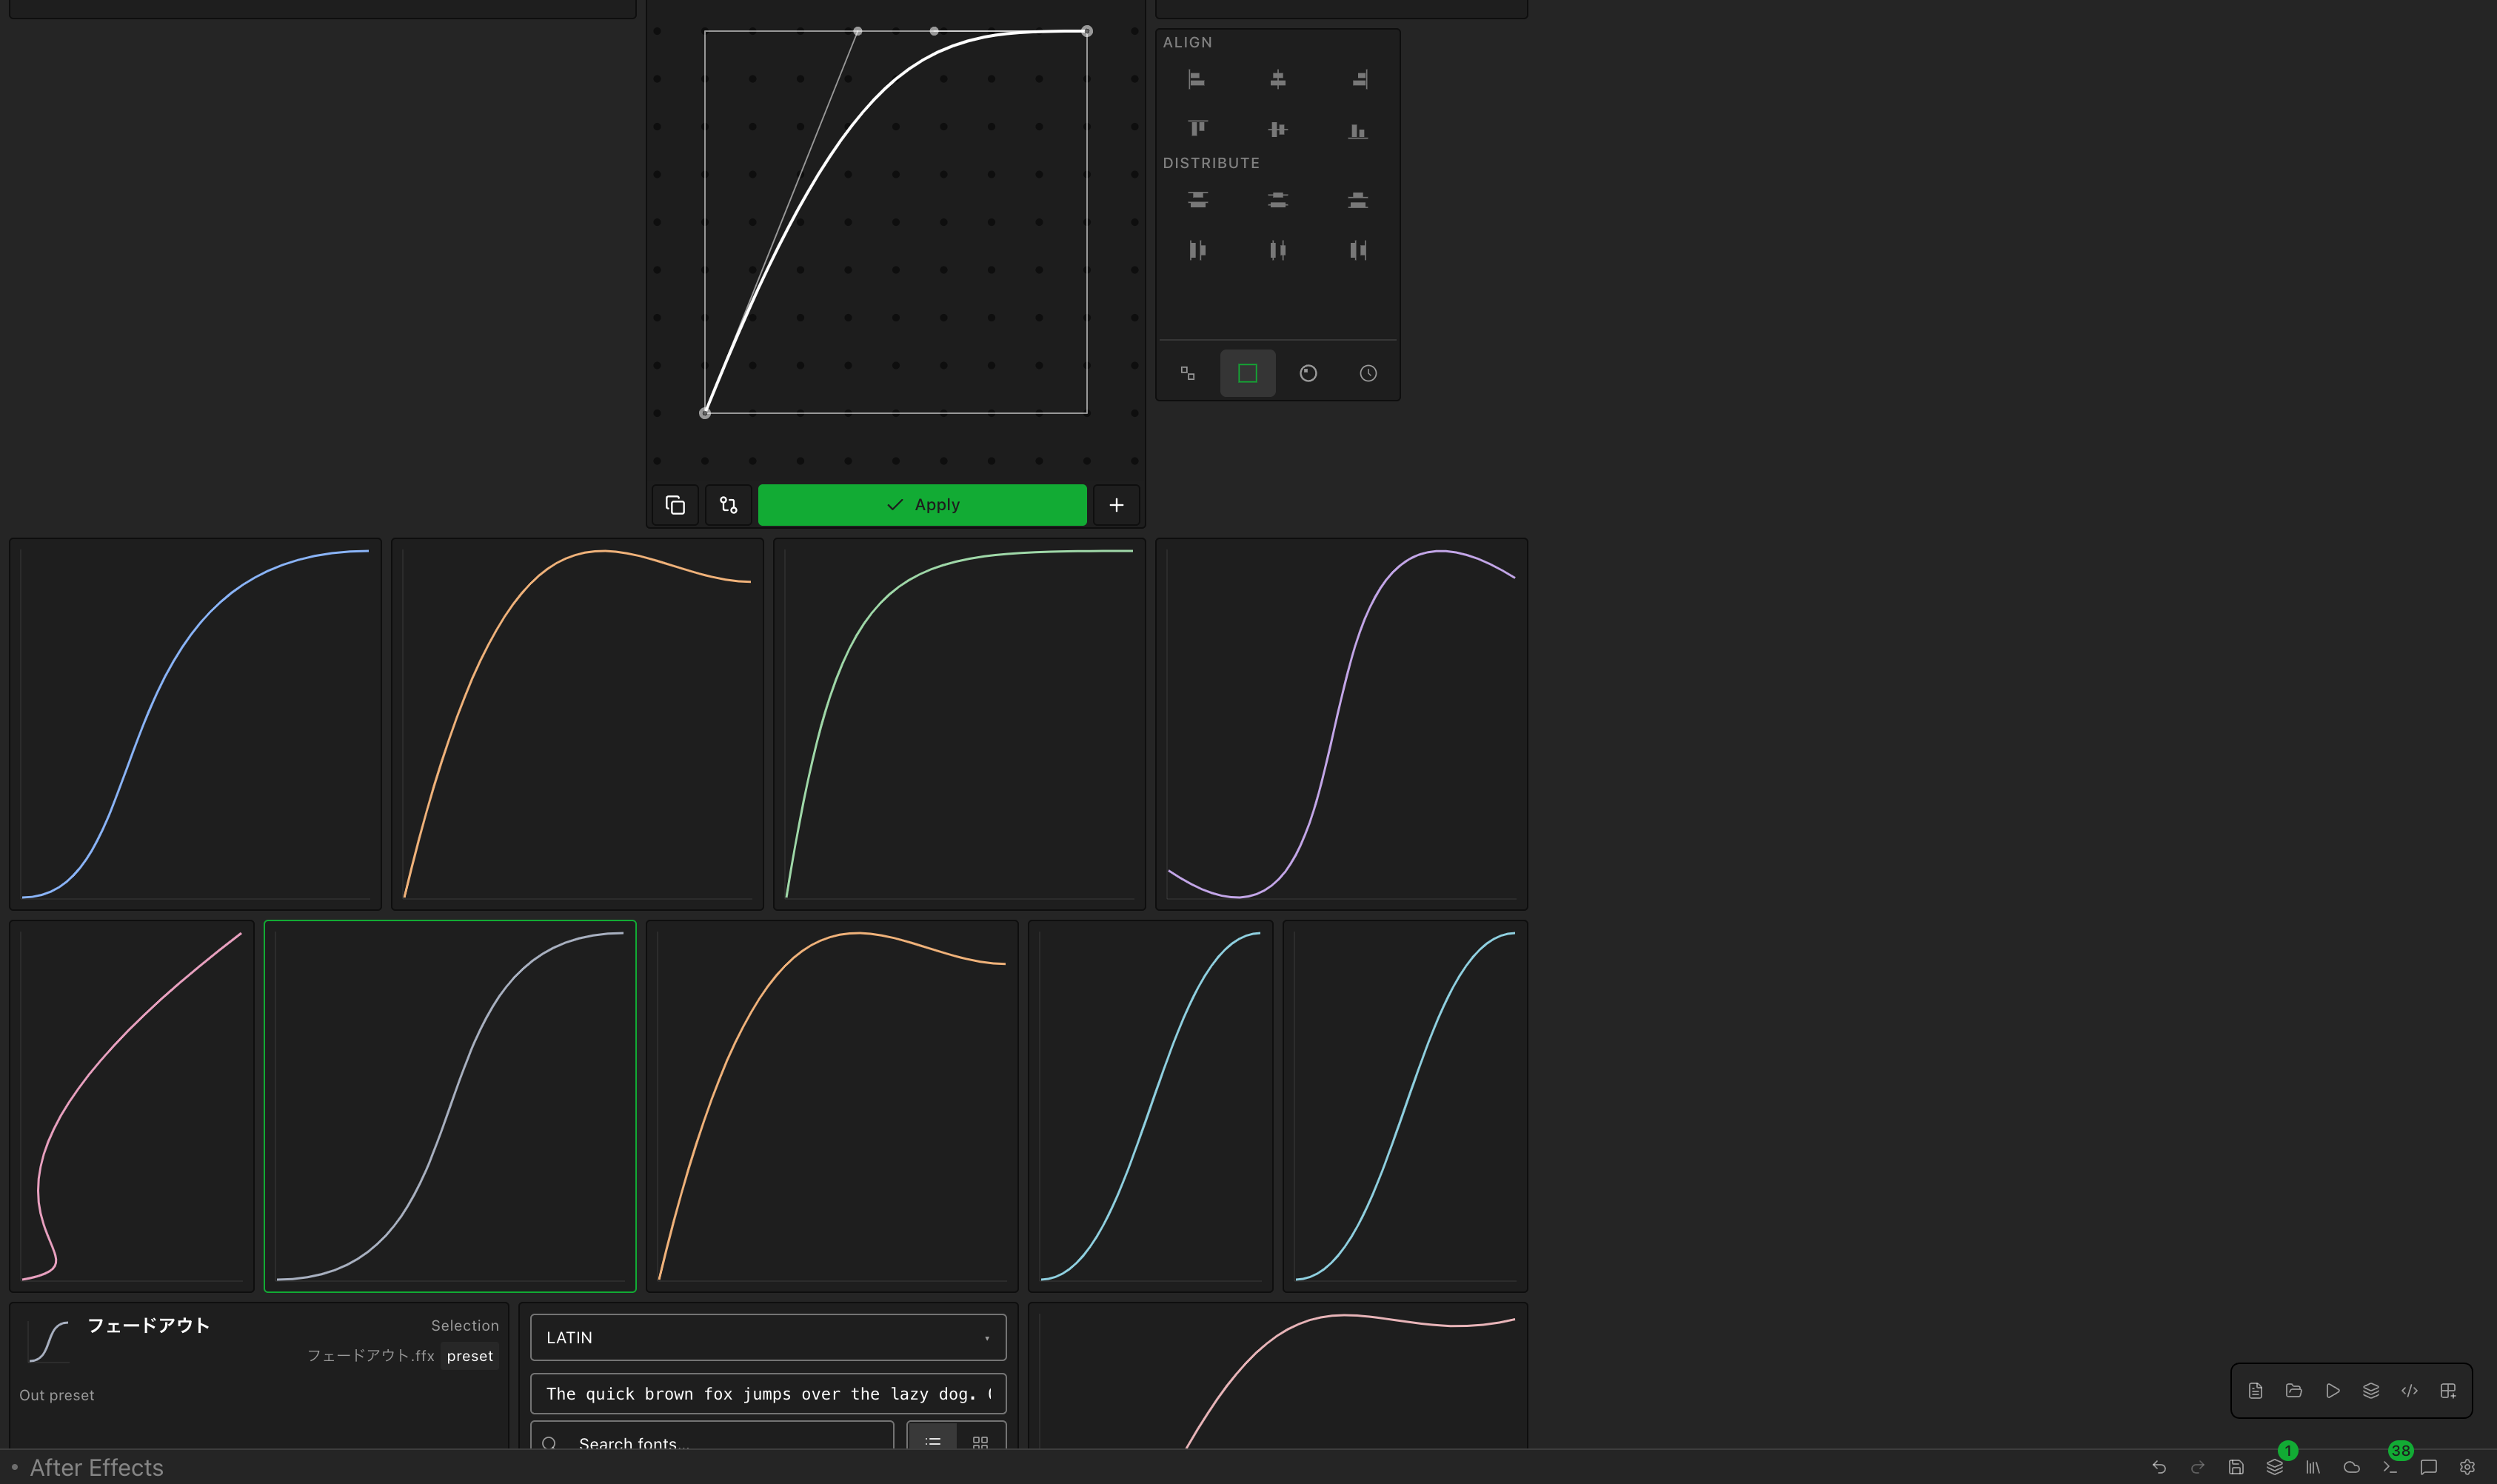 ALIGN
DISTRIBUTE
Apply
フェードアウト
Selection
フェードアウト.ffx preset
Out preset
LATIN
The quick brown fox jumps over the lazy dog.
Search fonts...
After Effects
1
38